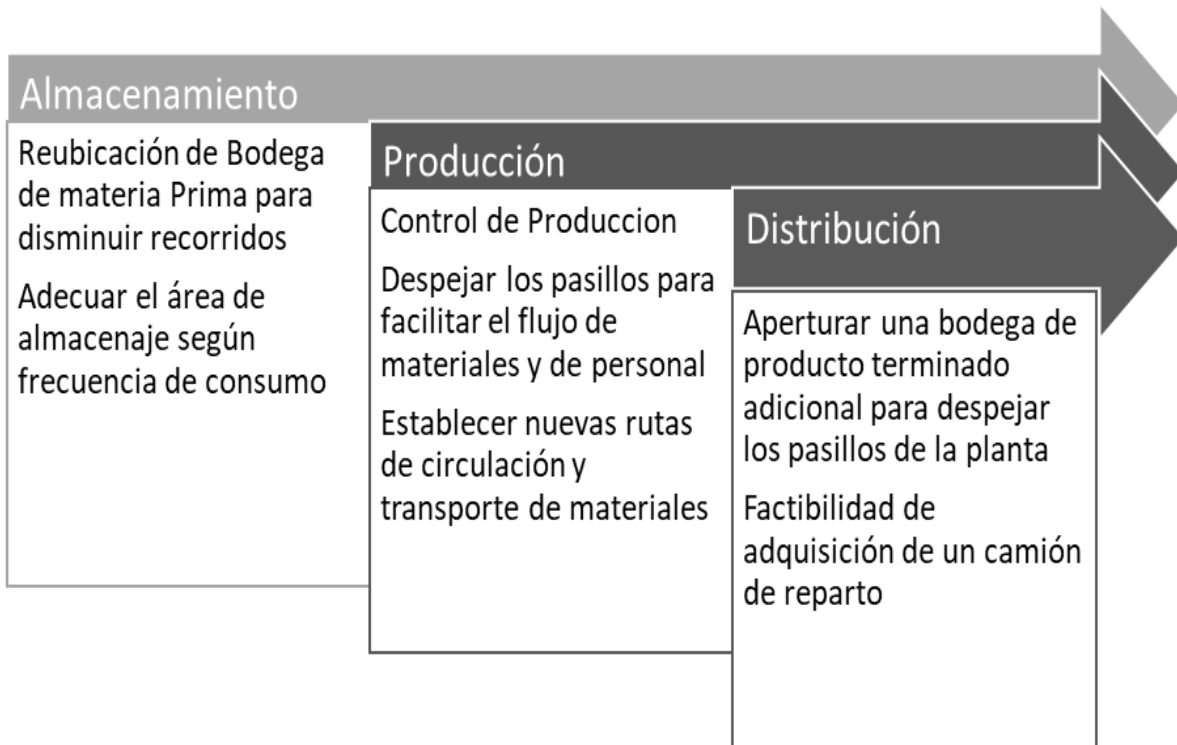 Almacenamiento
Reubicación de Bodega
de materia Prima para
disminuir recorridos
Adecuar el área de
almacenaje según
frecuencia de consumo
Producción
Control de Produccion
Despejar los pasillos para
facilitar el flujo de
materiales y de personal
Establecer nuevas rutas
de circulación y
transporte de materiales
Distribución
Aperturar una bodega de
producto terminado
adicional para despejar
los pasillos de la planta
Factibilidad de
adquisición de un camión
de reparto